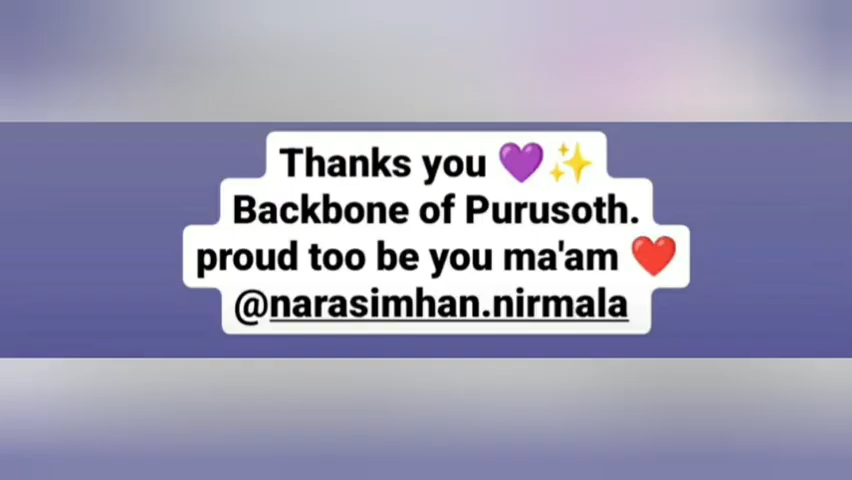 Thanks you 💜✨
Backbone of Purusoth.
proud too be you ma'am ❤️
@narasimhan.nirmala